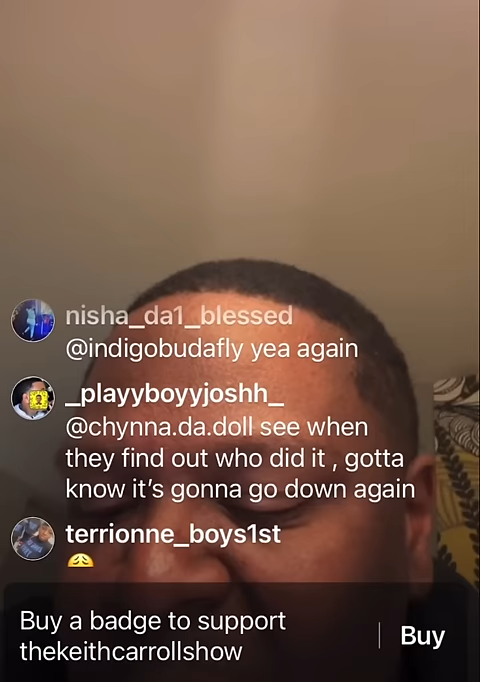 nisha_da1_blessed
@indigobudafly yea again
_playyboyyjoshh_
@chynna.da.doll see when
they find out who did it , gotta
know it’s gonna go down again
terrionne_boys1st
😩
Buy a badge to support
thekeithcarrollshow
Buy